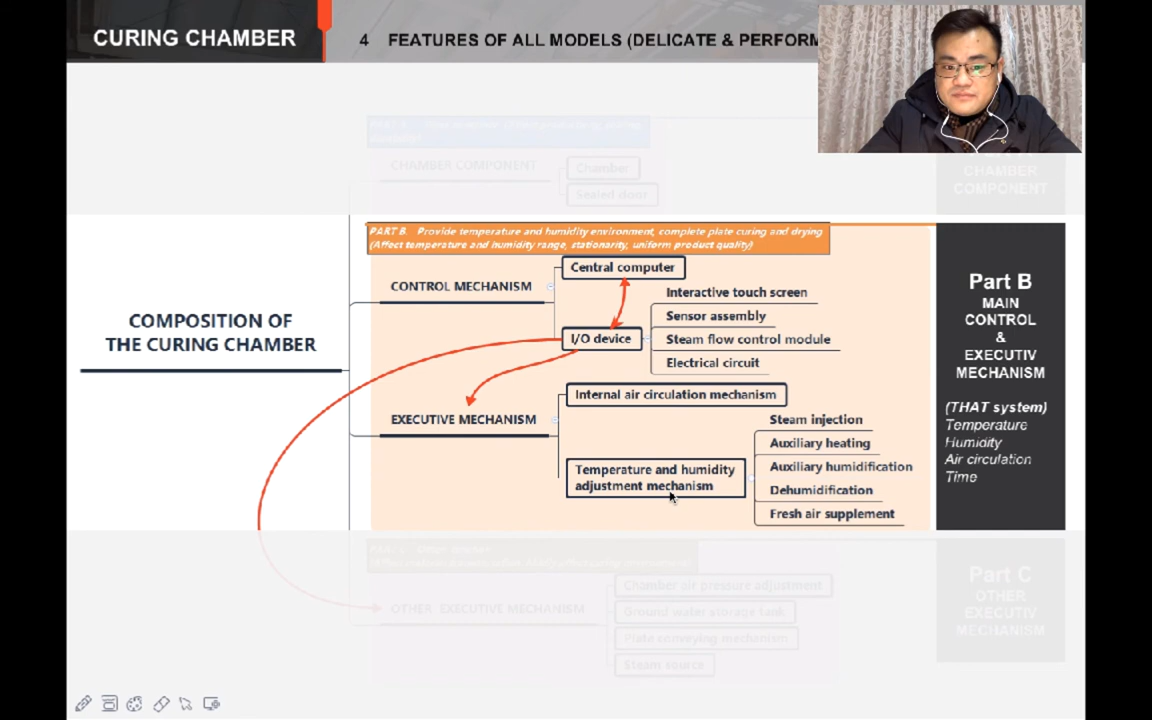 CURING CHAMBER
4 FEATURES OF ALL MODELS (DELICATE & PERFORM
CHAMBER COMPONENT
Chamber
Sealed door
CHAMBER
COMPONENT
PART B. Provide temperature and humidity environment, complete plate curing and drying
(Affect temperature and humidity range, stationarity, uniform product quality)
COMPOSITION OF
THE CURING CHAMBER
CONTROL MECHANISM
Central computer
I/O device
Interactive touch screen
Sensor assembly
Steam flow control module
Electrical circuit
EXECUTIVE MECHANISM
Internal air circulation mechanism
Temperature and humidity
adjustment mechanism
Steam injection
Auxiliary heating
Auxiliary humidification
Dehumidification
Fresh air supplement
Part B
MAIN
CONTROL
&
EXECUTIV
MECHANISM
(THAT system)
Temperature
Humidity
Air circulation
Time
OTHER EXECUTIVE MECHANISM
Chamber air pressure adjustment
Ground water storage tank
Plate conveying mechanism
Steam source
Part C
OTHER
EXECUTIV
MECHANISM